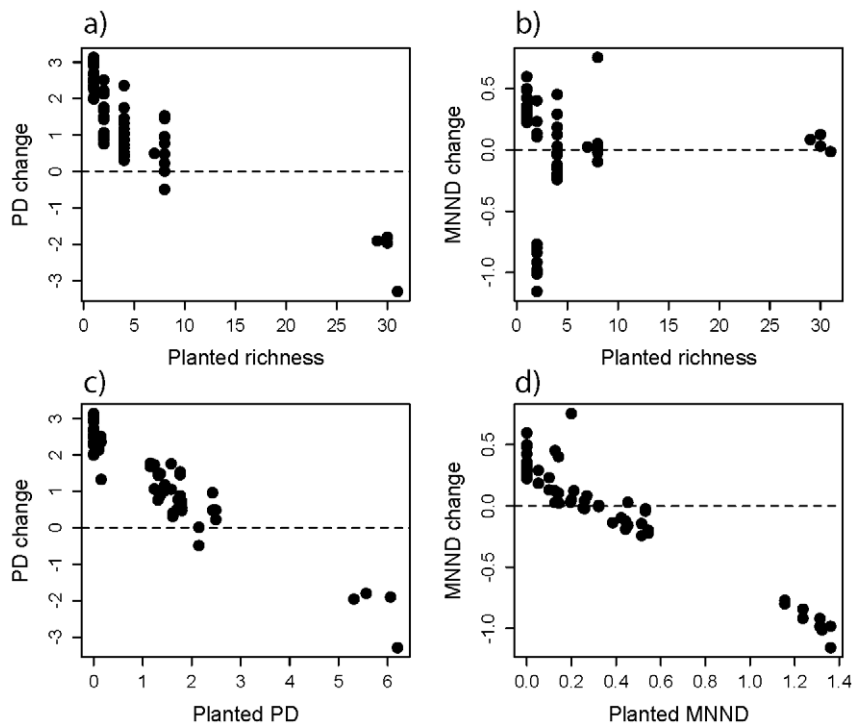 a)
3
2
1
0
-1
-2
-3
PD change
0 5 10 15 20 25 30
Planted richness
b)
0.5
0.0
-0.5
-1.0
MNND change
0 5 10 15 20 25 30
Planted richness
c)
3
2
1
0
-1
-2
-3
PD change
0 1 2 3 4 5 6
Planted PD
d)
0.5
0.0
-0.5
-1.0
MNND change
0.0 0.2 0.4 0.6 0.8 1.0 1.2 1.4
Planted MNND